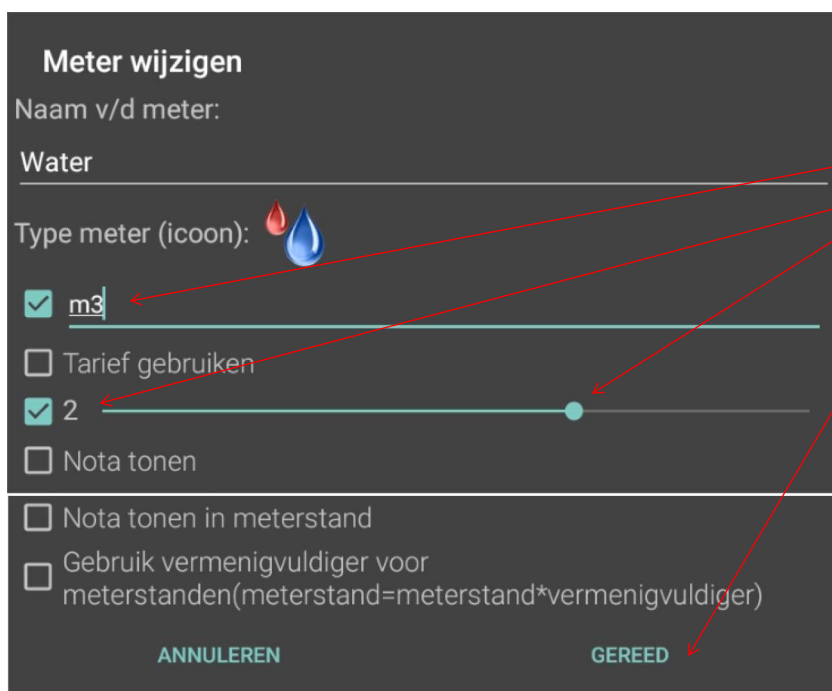 Meter wijzigen
Naam v/d meter:
Water
Type meter (icoon):
m3
Tarief gebruiken
2
Nota tonen
Nota tonen in meterstand
Gebruik vermenigvuldiger voor
meterstanden(meterstand=meterstand*vermenigvuldiger)
ANNULEREN GEREED